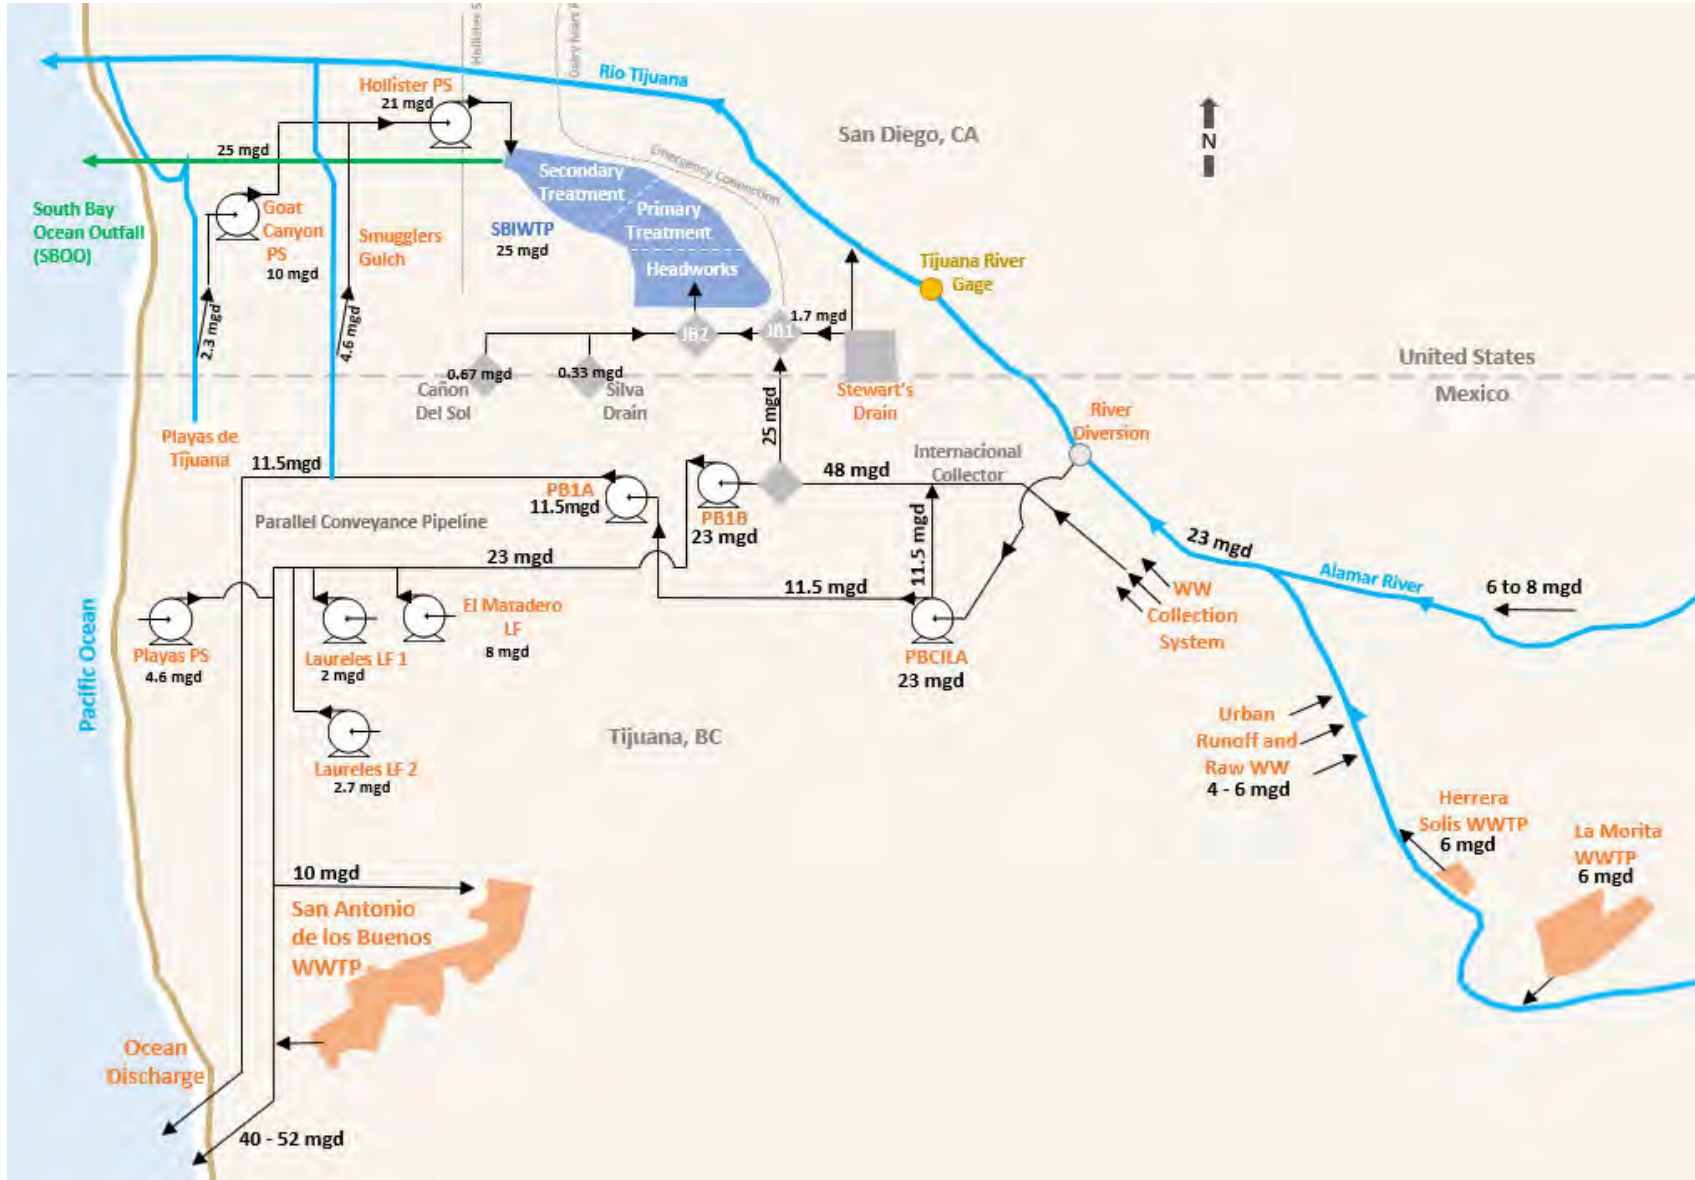 Hollister S
Dairy Mart R
Rio Tijuana
Hollister PS
21 mgd
San Diego, CA
N
25 mgd
Emergency Connection
Secondary
Treatment
Primary
Treatment
Headworks
South Bay
Ocean Outfall
(SBOO)
Goat
Canyon
PS
10 mgd
Smugglers
Gulch
SBIWTP
25 mgd
Tijuana River
Gage
2.3 mgd
4.6 mgd
JB2
JB1
1.7 mgd
0.67 mgd
Cañon
Del Sol
0.33 mgd
Silva
Drain
Stewart's
Drain
United States
Mexico
25 mgd
River
Diversion
Playas de
Tijuana
11.5mgd
PB1A
11.5mgd
PB1B
23 mgd
48 mgd
Internacional
Collector
Parallel Conveyance Pipeline
11.5 mgd
23 mgd
23 mgd
11.5 mgd
Alamar River
6 to 8 mgd
WW
Collection
System
Pacific Ocean
Playas PS
4.6 mgd
Laureles LF 1
2 mgd
El Matadero
LF
8 mgd
PBCILA
23 mgd
Laureles LF 2
2.7 mgd
Tijuana, BC
Urban
Runoff and
Raw WW
4 - 6 mgd
Herrera
Solis WWTP
6 mgd
La Morita
WWTP
6 mgd
10 mgd
San Antonio
de los Buenos
WWTP
Ocean
Discharge
40 - 52 mgd